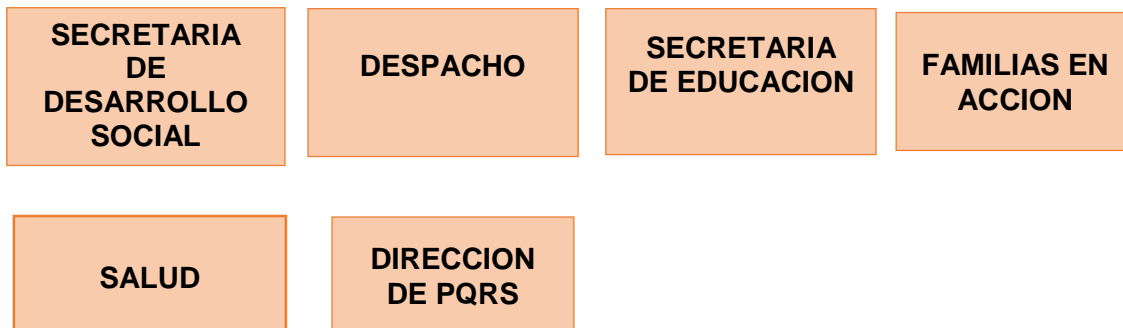 SECRETARIA
DE
DESARROLLO
SOCIAL
DESPACHO
SECRETARIA
DE EDUCACION
FAMILIAS EN
ACCION
SALUD
DIRECCION
DE PQRS